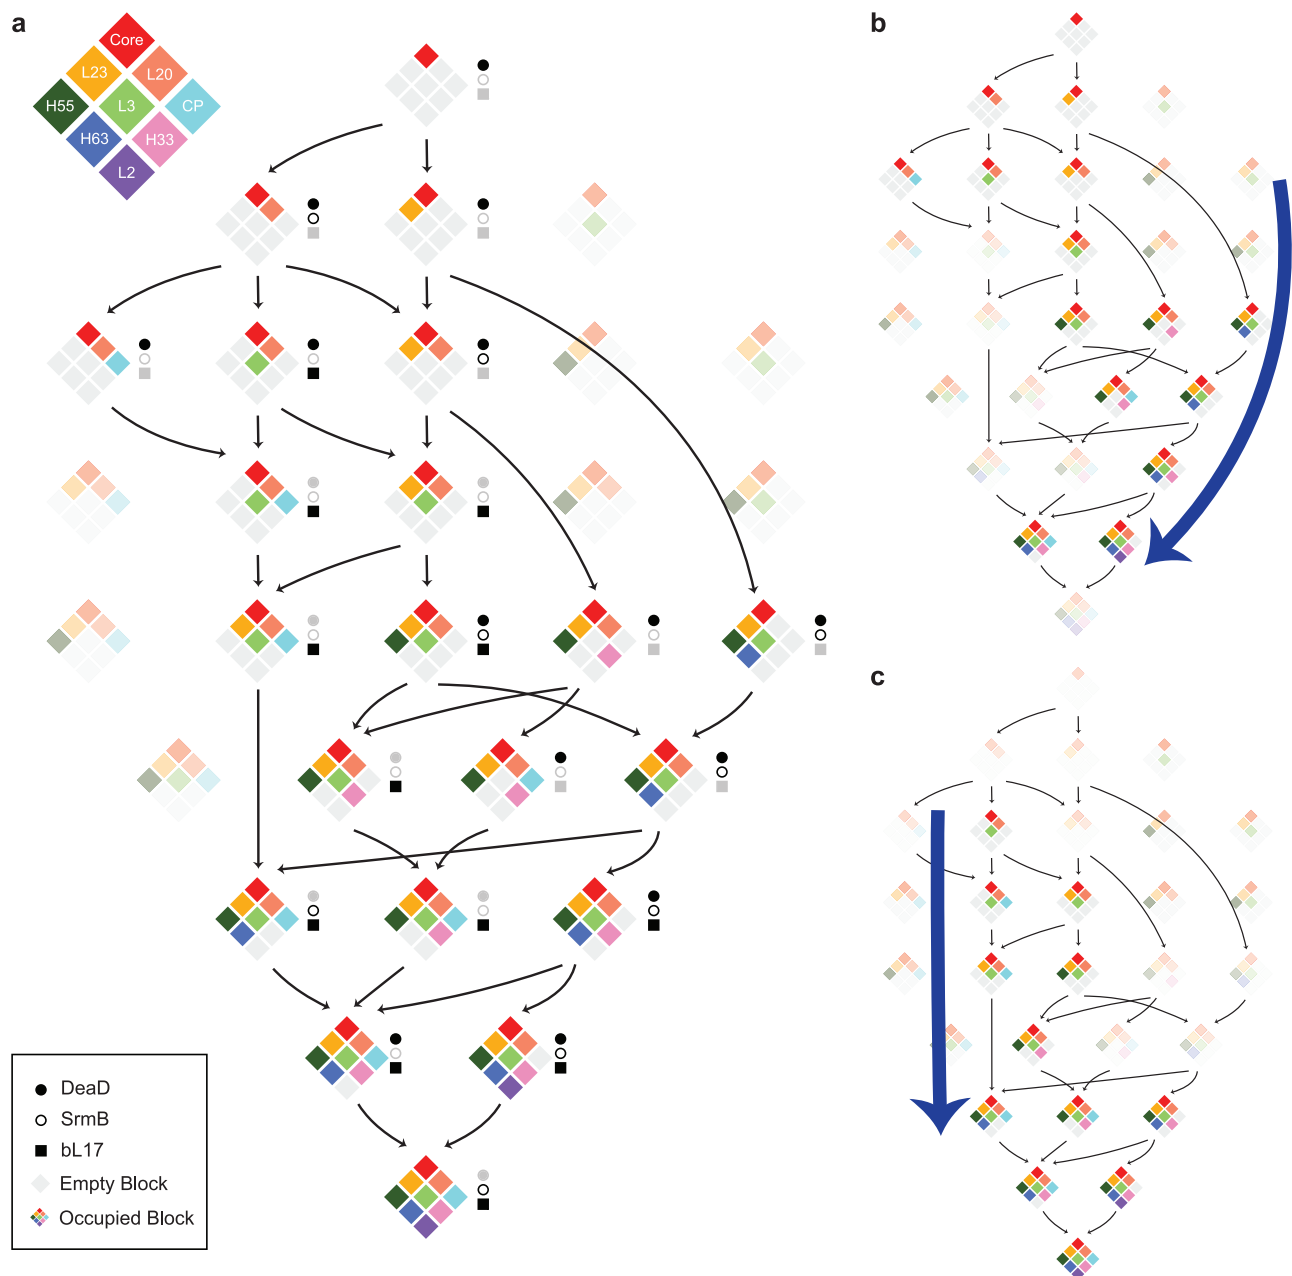 a
Core
L23
L20
H55
L3
CP
H63
H33
L2
DeaD
SrmB
bL17
Empty Block
Occupied Block
b
c